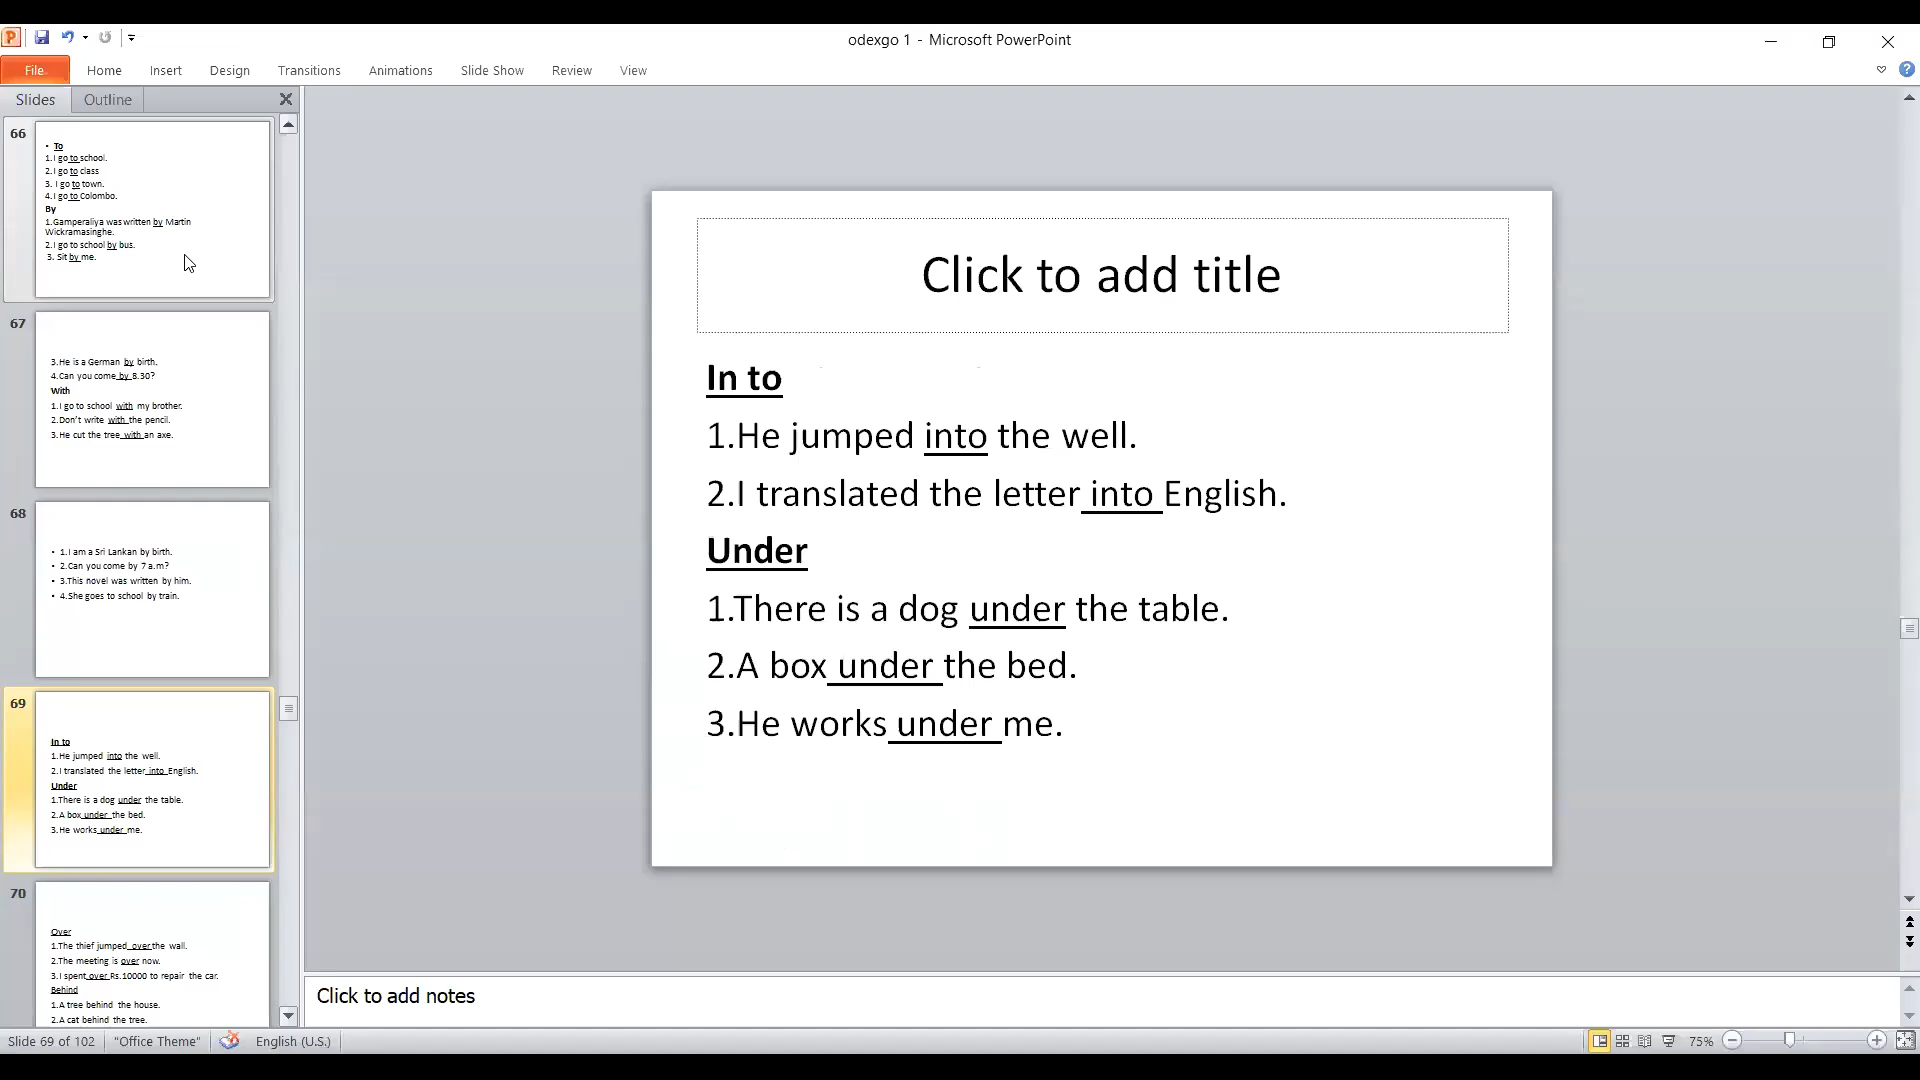 odexgo 1 - Microsoft PowerPoint
File Home Insert Design Transitions Animations Slide Show Review View
Slides Outline
66
• To
1.I go to school.
2.I go to class
3. I go to town.
4.I go to Colombo.
By
1.Gamperaliya was written by Martin
Wickramasinghe.
2.I go to school by bus.
3. Sit by me.
67
3.He is a German by birth.
4.Can you come by 8.30?
With
1.I go to school with my brother.
2.Don't write with the pencil.
3.He cut the tree with an axe.
68
• 1.I am a Sri Lankan by birth.
• 2.Can you come by 7 a.m?
• 3.This novel was written by him.
• 4.She goes to school by train.
69
In to
1.He jumped into the well.
2.I translated the letter into English.
Under
1.There is a dog under the table.
2.A box under the bed.
3.He works under me.
70
Over
1.The thief jumped over the wall.
2.The meeting is over now.
3.I spent over Rs.10000 to repair the car.
Behind
1.A tree behind the house.
2.A cat behind the tree.
Click to add title
In to
1.He jumped into the well.
2.I translated the letter into English.
Under
1.There is a dog under the table.
2.A box under the bed.
3.He works under me.
Click to add notes
Slide 69 of 102 "Office Theme" English (U.S.) 75%